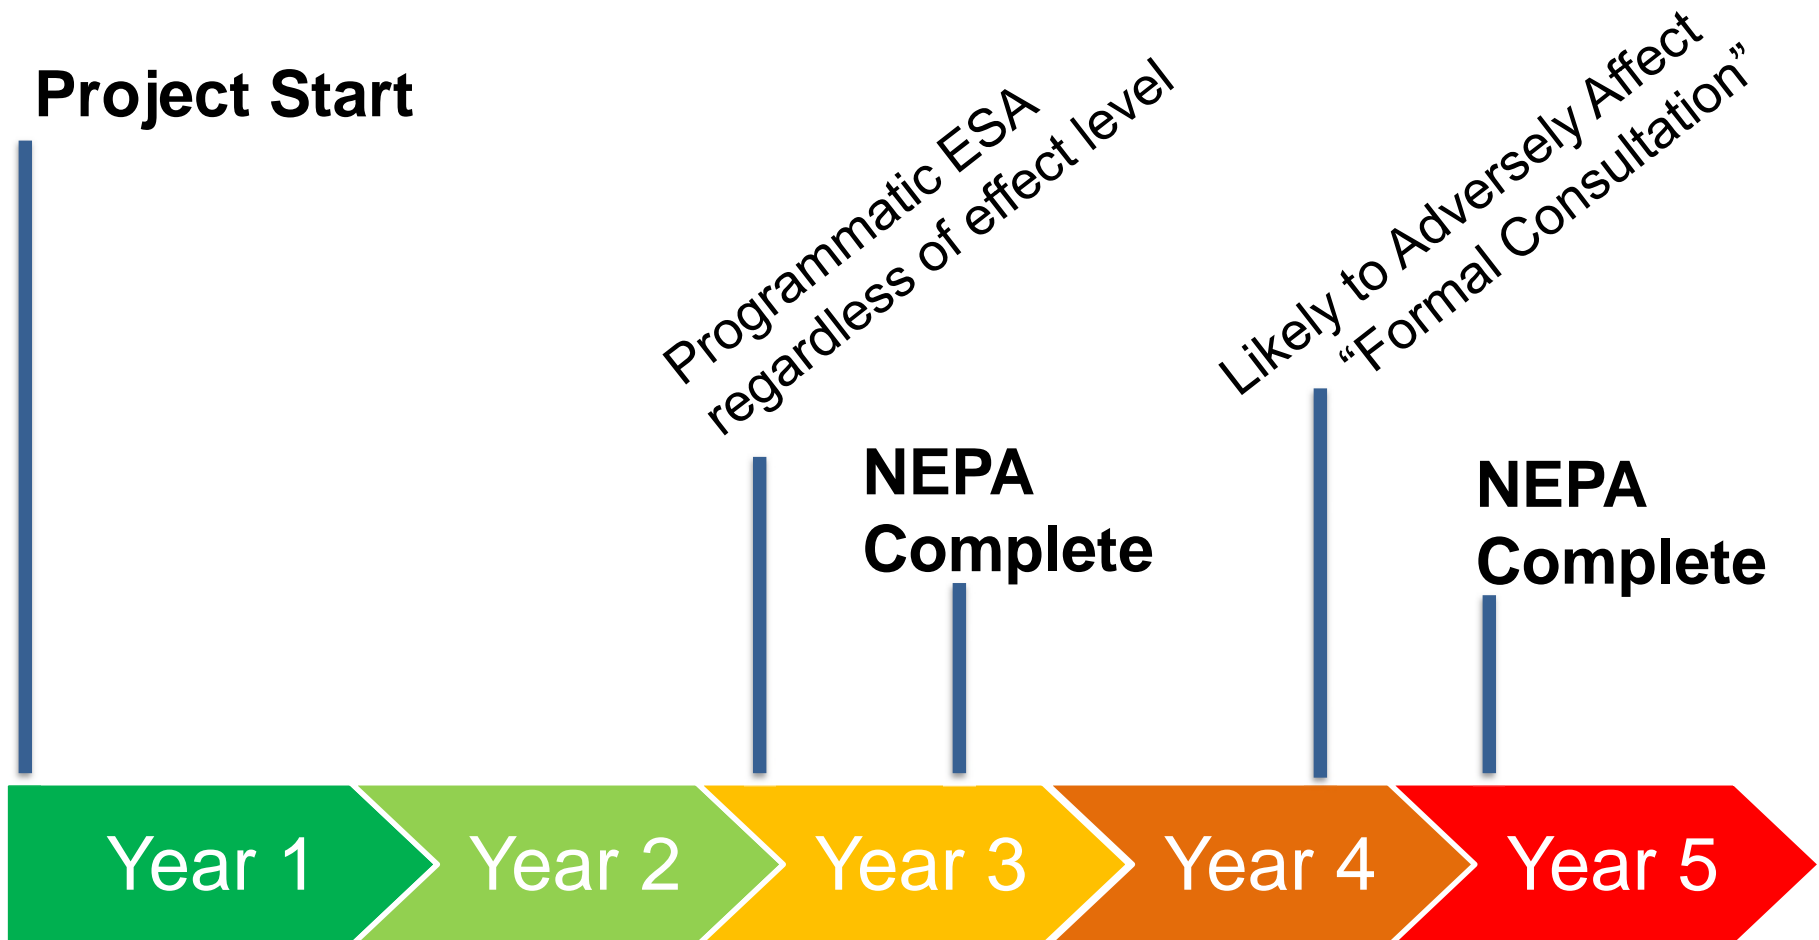 Project Start
Programmatic ESA
regardless of effect level
NEPA
Complete
Likely to Adversely Affect
“Formal Consultation”
NEPA
Complete
Year 1
Year 2
Year 3
Year 4
Year 5